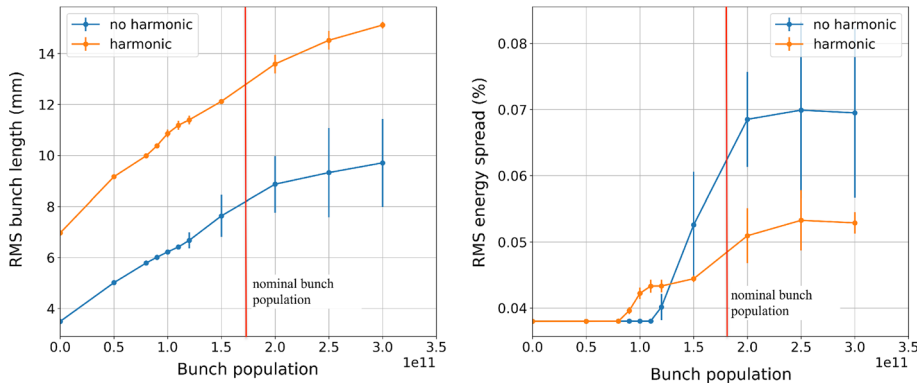 no harmonic
harmonic
RMS bunch length (mm)
14
12
10
8
6
4
nominal bunch
population
0.0 0.5 1.0 1.5 2.0 2.5 3.0 3.5
1e11
Bunch population
no harmonic
harmonic
RMS energy spread (%)
0.08
0.07
0.06
0.05
0.04
nominal bunch
population
0.0 0.5 1.0 1.5 2.0 2.5 3.0 3.5
1e11
Bunch population